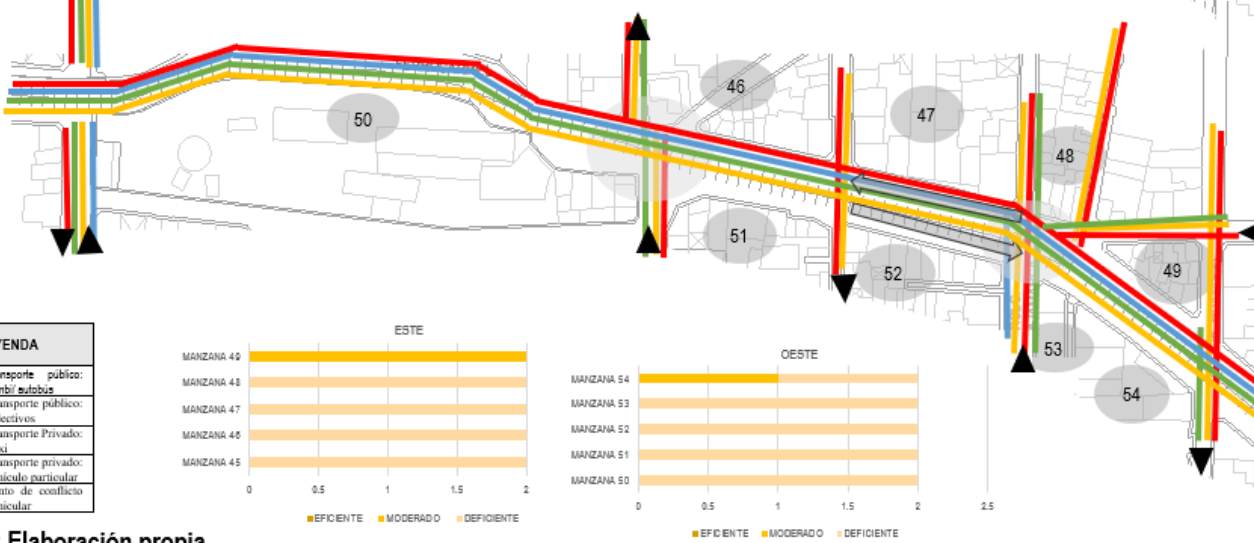 46
47
50
48
51
52
49
53
54
YENDA
ansporte público:
mbi/ autobús
ansporte público:
lectivos
ansporte Privado:
xi
ansporte privado:
hículo particular
nto de conflicto
hicular
Elaboración propia
ESTE
MANZANA 49
MANZANA 48
MANZANA 47
MANZANA 46
MANZANA 45
0 0.5 1 1.5 2
EFICIENTE MODERADO DEFICIENTE
OESTE
MANZANA 54
MANZANA 53
MANZANA 52
MANZANA 51
MANZANA 50
0 0.5 1 1.5 2 2.5
EFICIENTE MODERADO DEFICIENTE